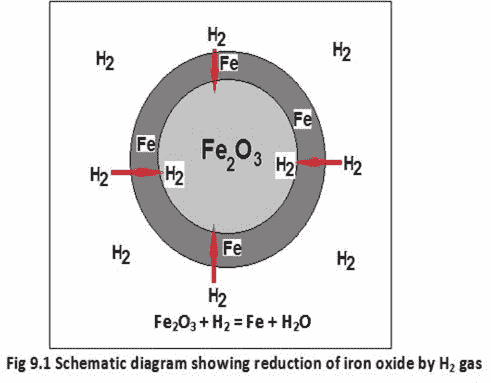 H₂
H₂
H₂
Fe
Fe
Fe
Fe₂O₃
H₂
H₂
H₂
H₂
H₂
Fe
H₂
H₂
Fe₂O₃ + H₂ = Fe + H₂O
Fig 9.1 Schematic diagram showing reduction of iron oxide by H₂ gas